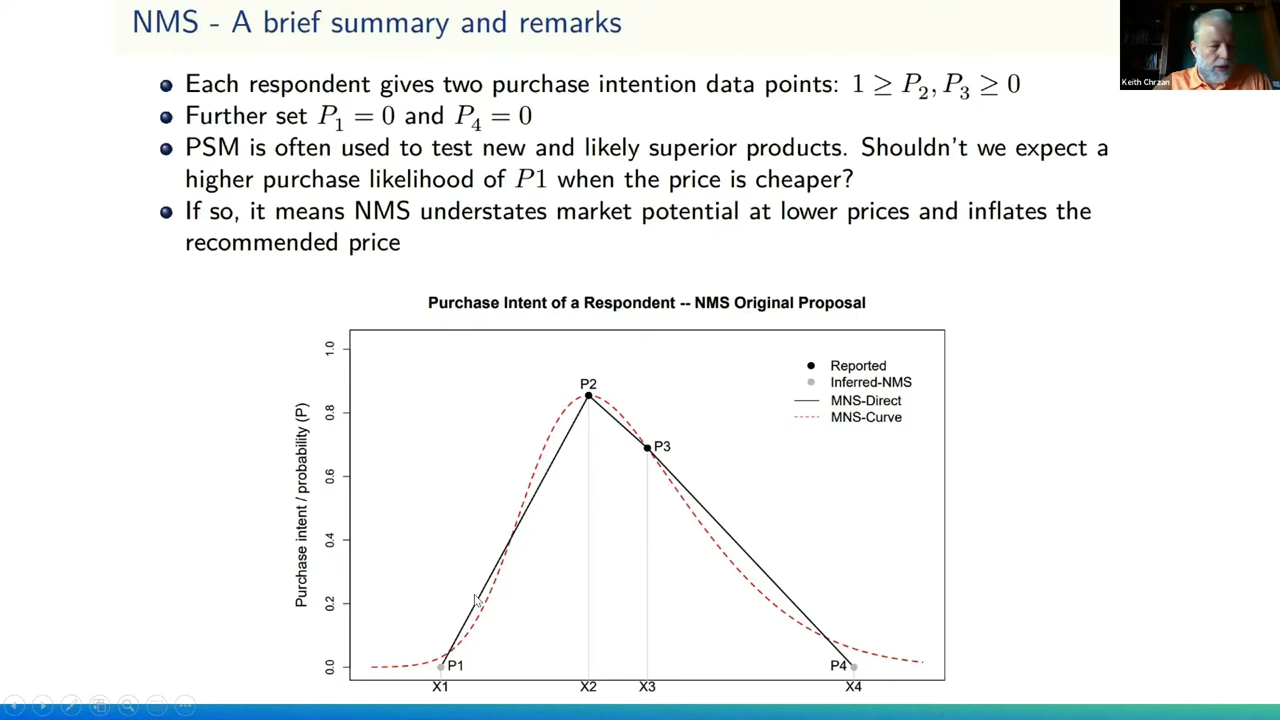 NMS - A brief summary and remarks
Keith Chrzan
Each respondent gives two purchase intention data points: 1 ≥ P₂, P₃ ≥ 0
Further set P₁ = 0 and P₄ = 0
PSM is often used to test new and likely superior products. Shouldn't we expect a
higher purchase likelihood of P1 when the price is cheaper?
If so, it means NMS understates market potential at lower prices and inflates the
recommended price
Purchase Intent of a Respondent -- NMS Original Proposal
Purchase intent / probability (P)
1.0
0.8
0.6
0.4
0.2
0.0
P2
P3
P1
P4
Reported
Inferred-NMS
MNS-Direct
MNS-Curve
X1
X2
X3
X4